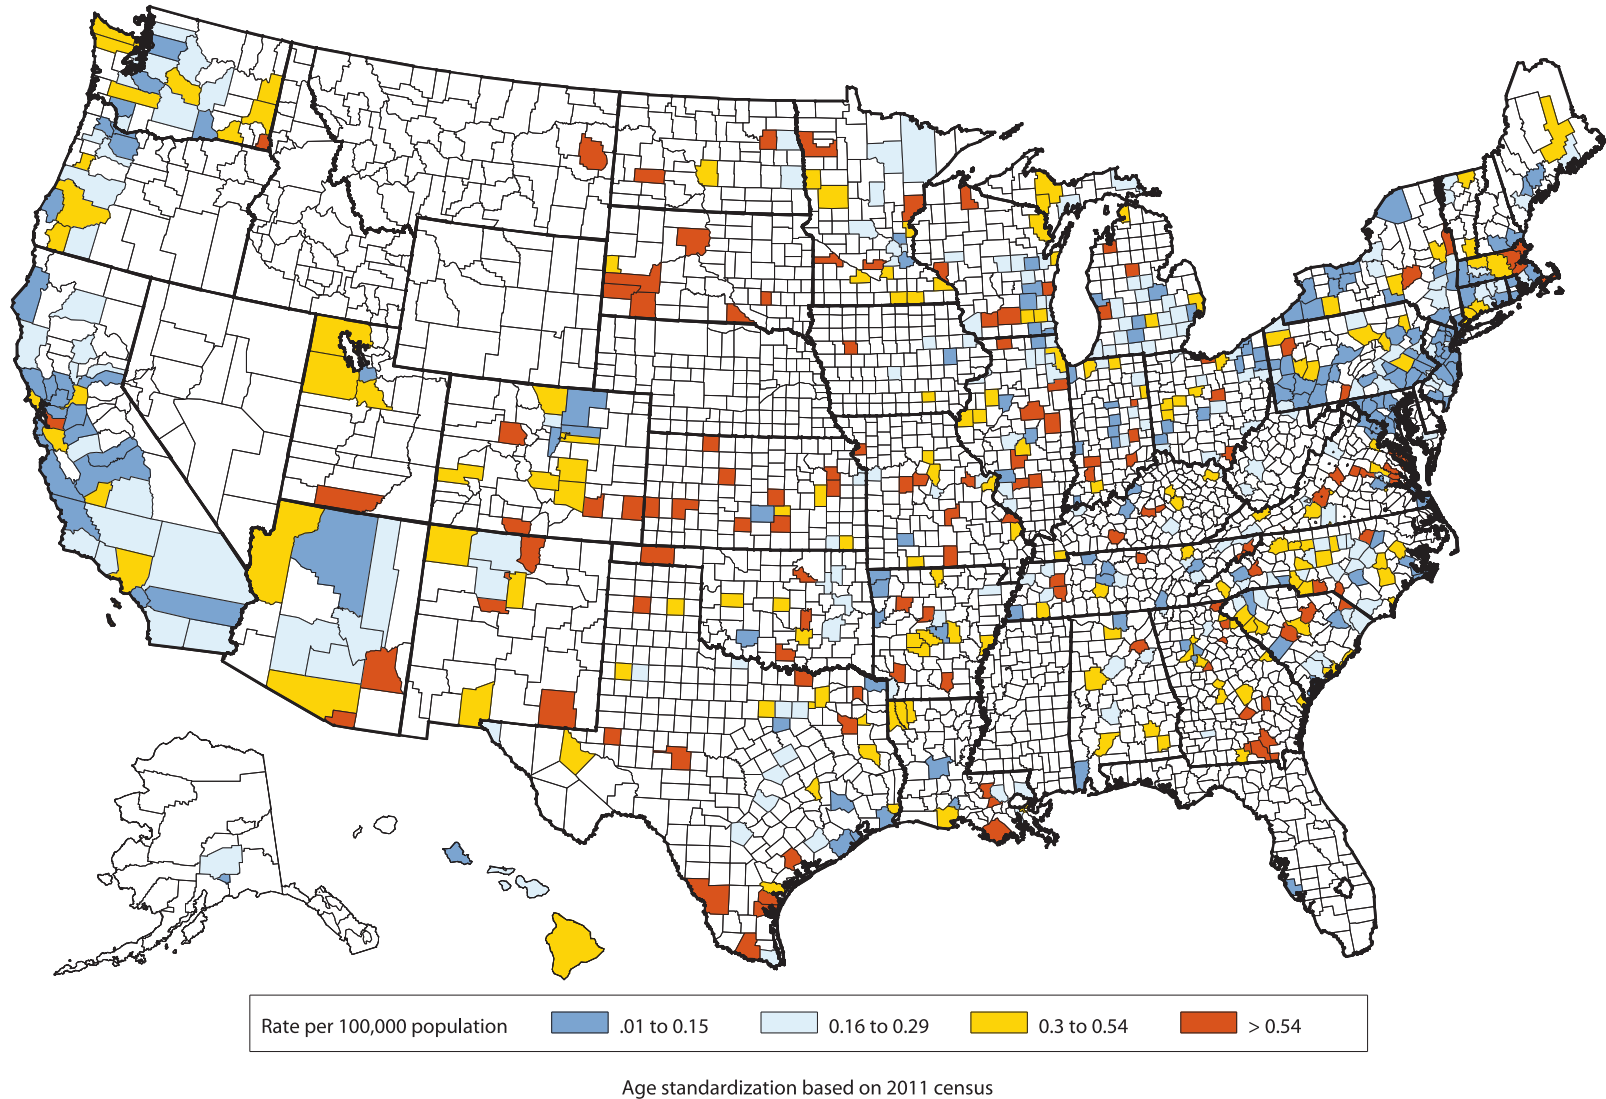 Rate per 100,000 population .01 to 0.15 0.16 to 0.29 0.3 to 0.54 > 0.54
Age standardization based on 2011 census